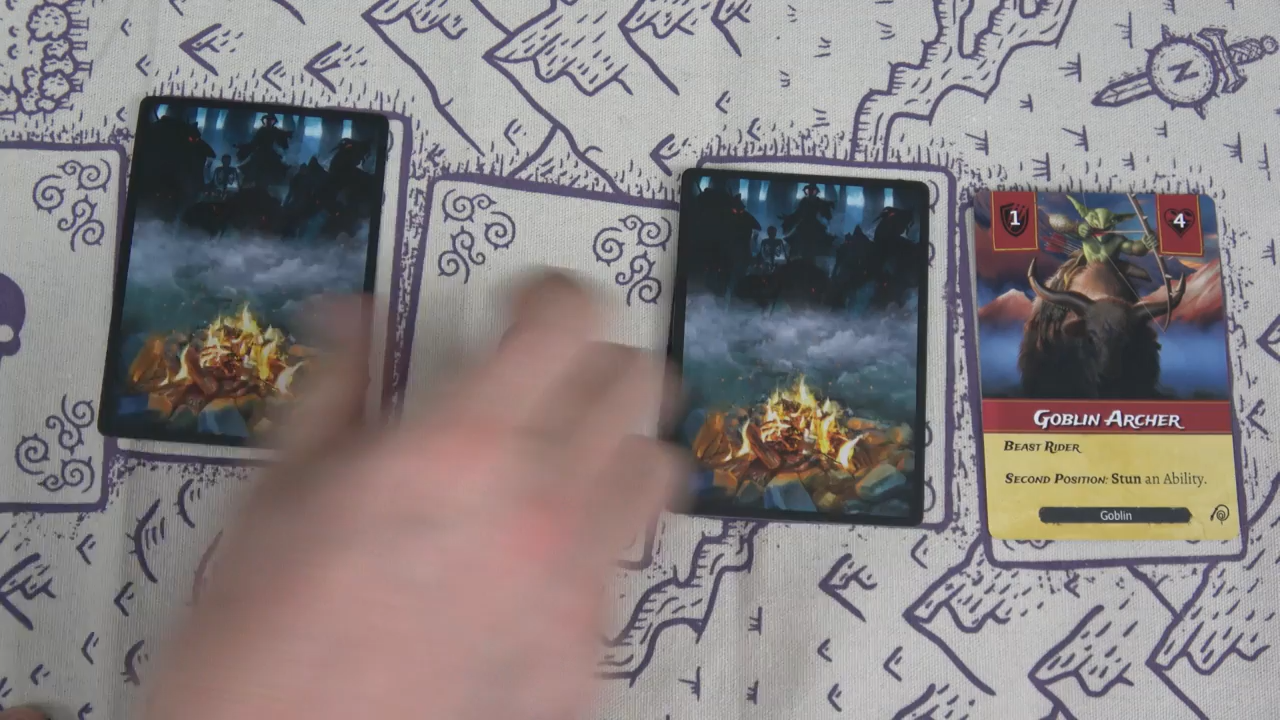 N
1
4
Goblin Archer
Beast Rider
Second Position: Stun an Ability.
Goblin